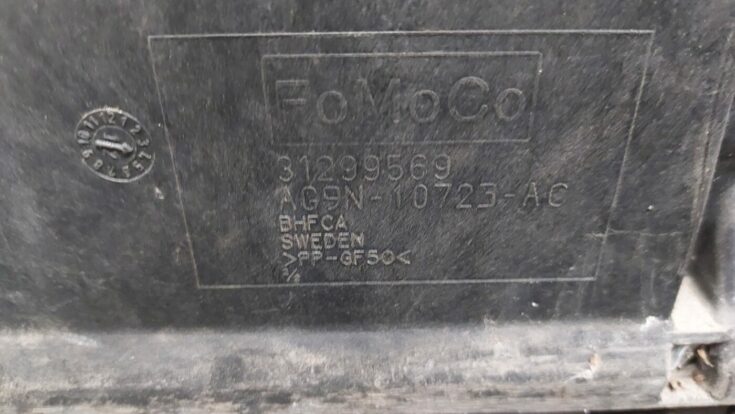 FoMoCo
31299569
AG9N-10723-AC
BHFCA
SWEDEN
>PP-GF50<